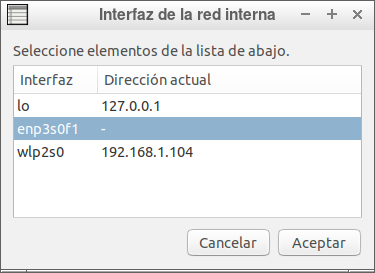 Interfaz de la red interna
Seleccione elementos de la lista de abajo.
Interfaz Dirección actual
lo 127.0.0.1
enp3s0f1 -
wlp2s0 192.168.1.104
Cancelar Aceptar